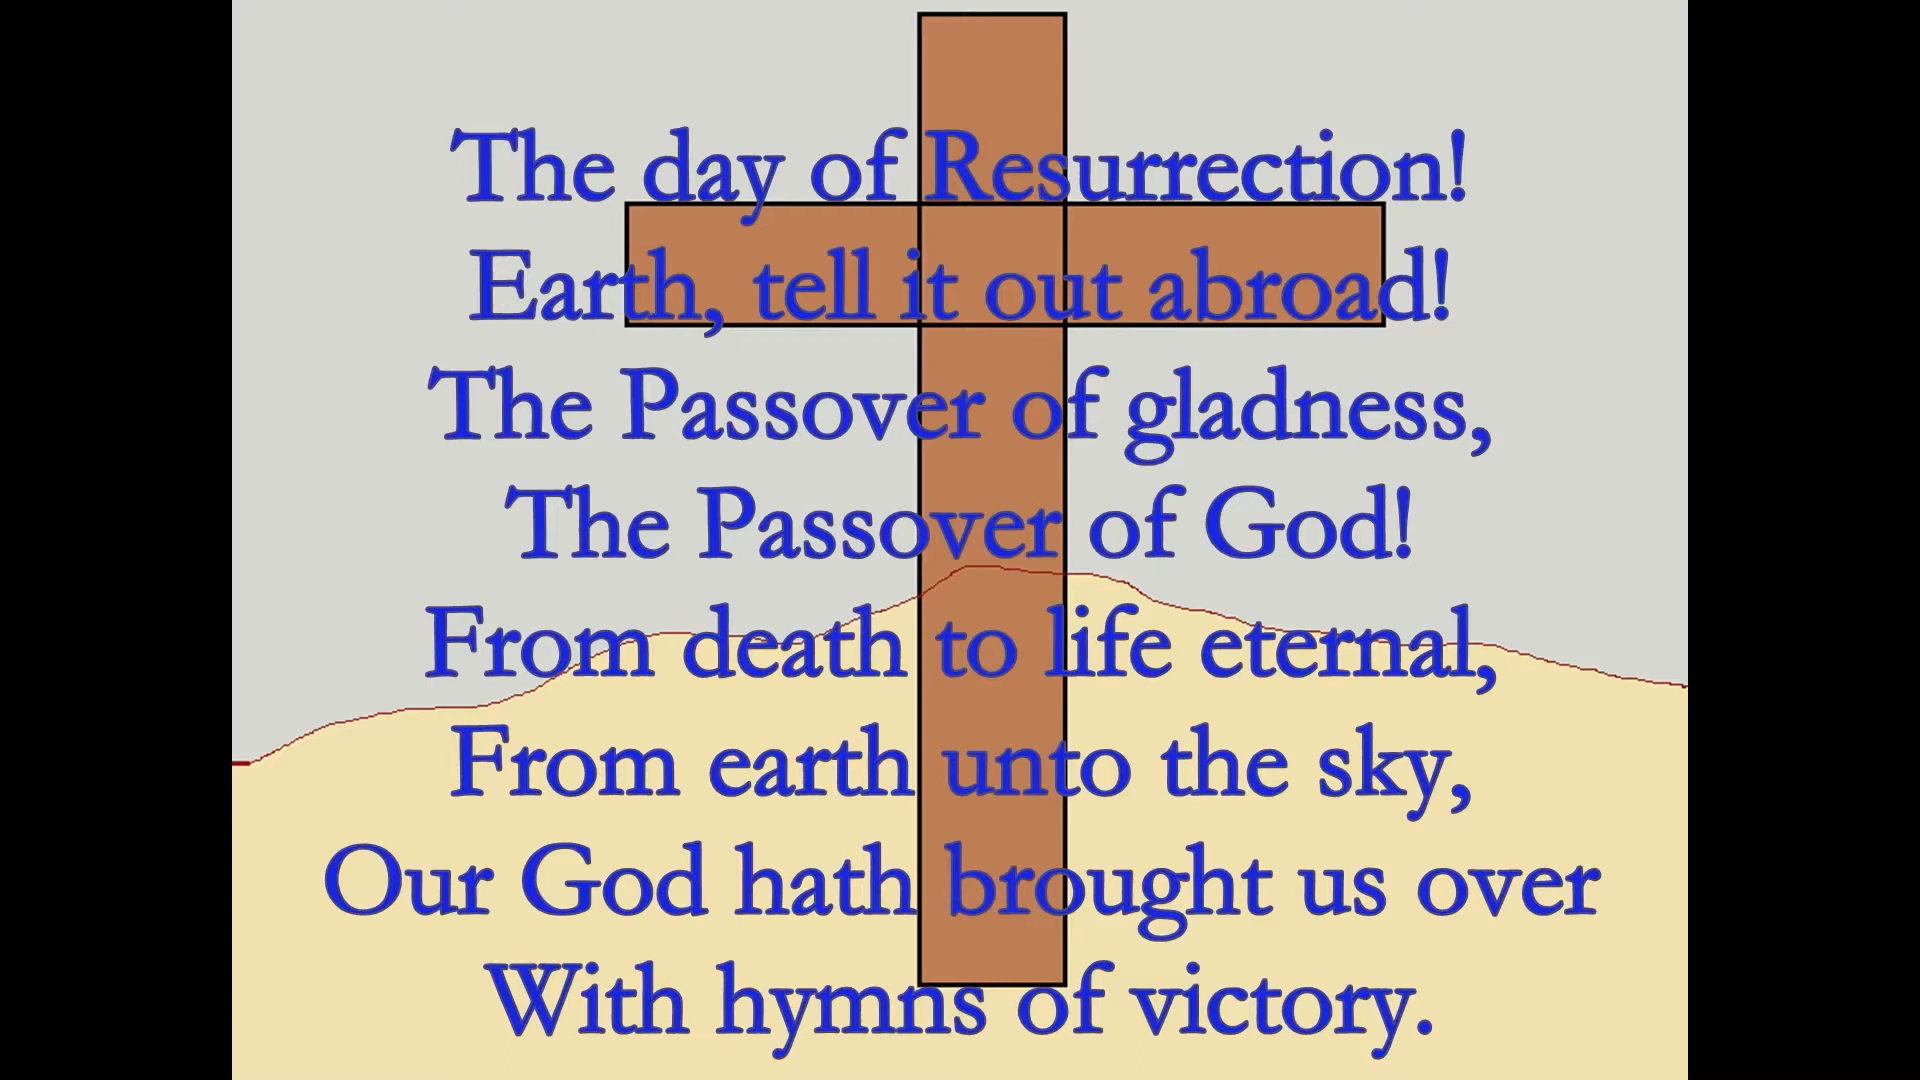 The day of Resurrection!
Earth, tell it out abroad!
The Passover of gladness,
The Passover of God!
From death to life eternal,
From earth unto the sky,
Our God hath brought us over
With hymns of victory.